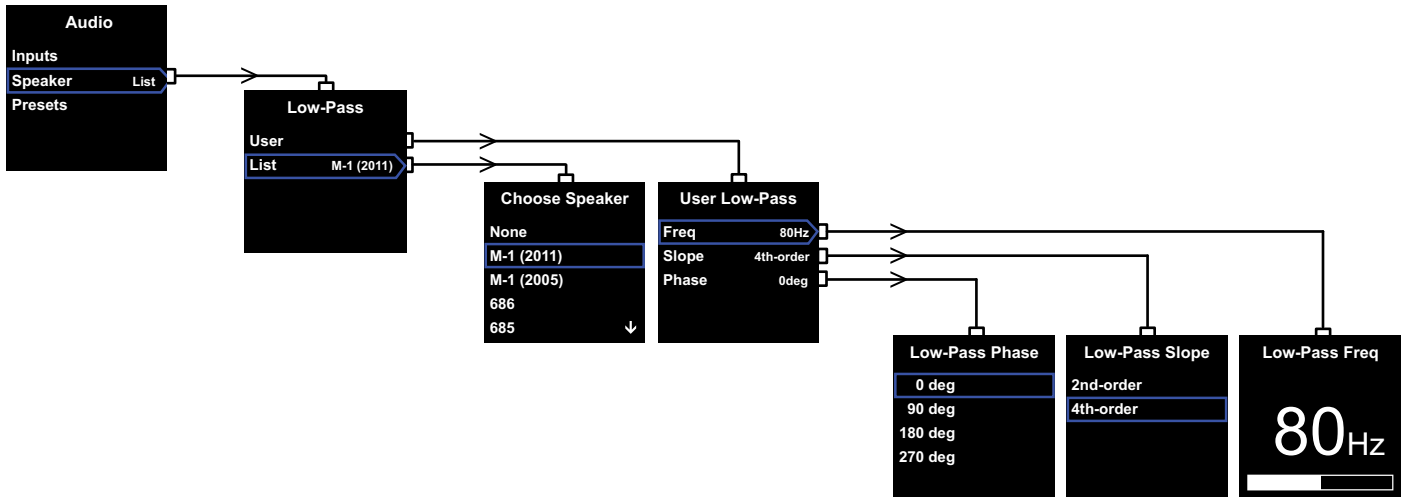 Audio
Inputs
Speaker List
Presets
Low-Pass
User
List M-1 (2011)
Choose Speaker
None
M-1 (2011)
M-1 (2005)
686
685
User Low-Pass
Freq 80Hz
Slope 4th-order
Phase 0deg
Low-Pass Phase
0 deg
90 deg
180 deg
270 deg
Low-Pass Slope
2nd-order
4th-order
Low-Pass Freq
80Hz